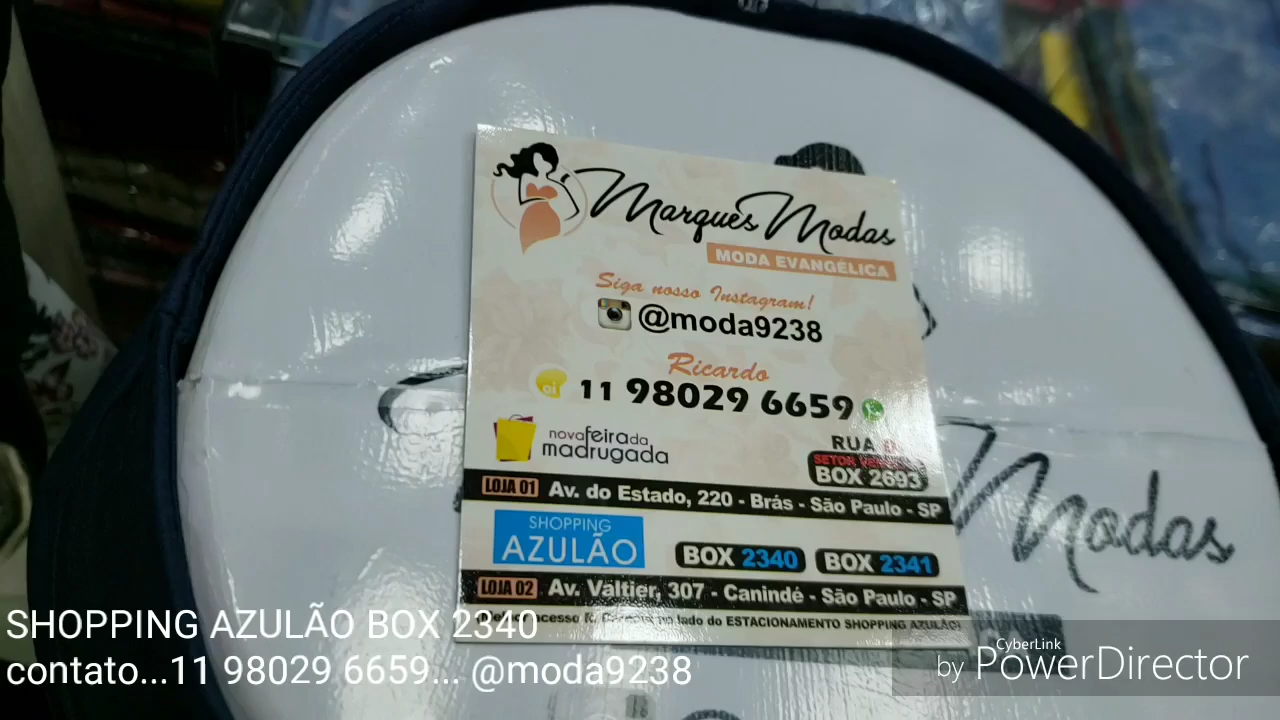 Marques Modas
MODA EVANGÉLICA
Siga nosso Instagram!
@moda9238
Ricardo
oi 11 98029 6659
novafeirada
madrugada
RUA
BOX 2693
LOJA 01 Av. do Estado, 220 - Brás - São Paulo - SP
SHOPPING
AZULÃO
BOX 2340 BOX 2341
LOJA 02 Av. Valtier, 307 - Canindé - São Paulo - SP
acesso R. ao lado do ESTACIONAMENTO SHOPPING AZULÃO)
Modas
SHOPPING AZULÃO BOX 2340
contato...11 98029 6659... @moda9238
CyberLink
by PowerDirector